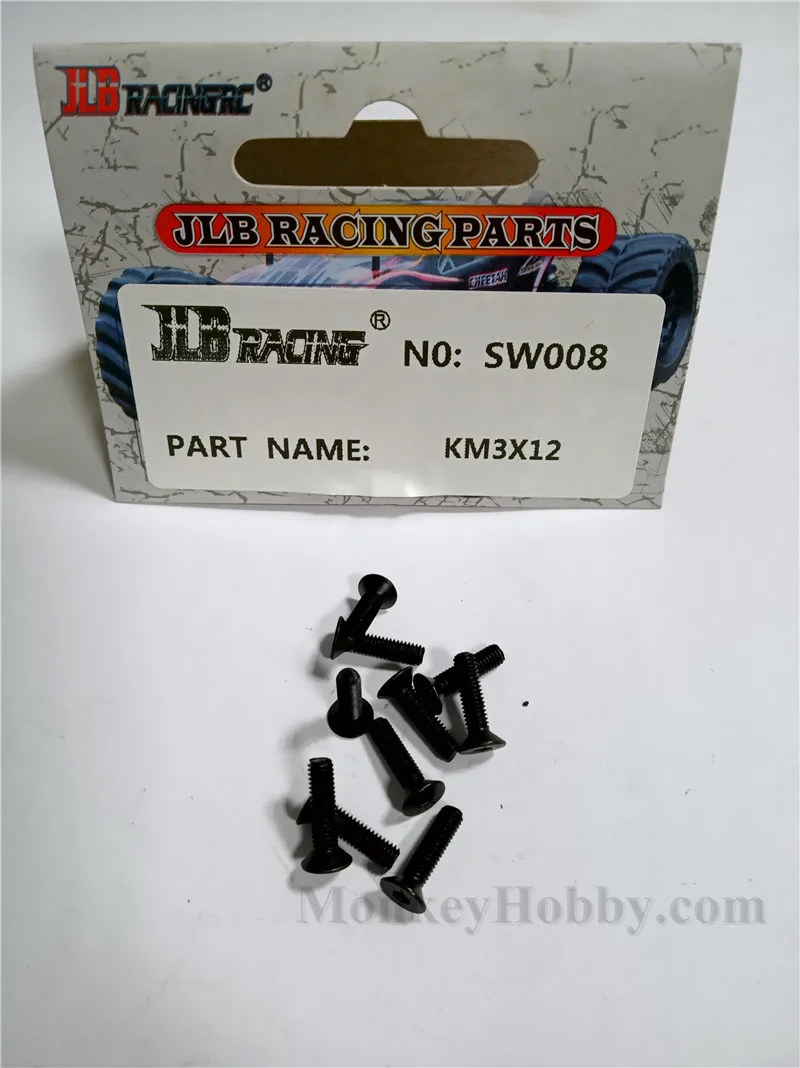 JLB RACINGRC®
JLB RACING PARTS
CHEETAH
JLB RACING® N0: SW008
PART NAME: KM3X12
MonkeyHobby.com